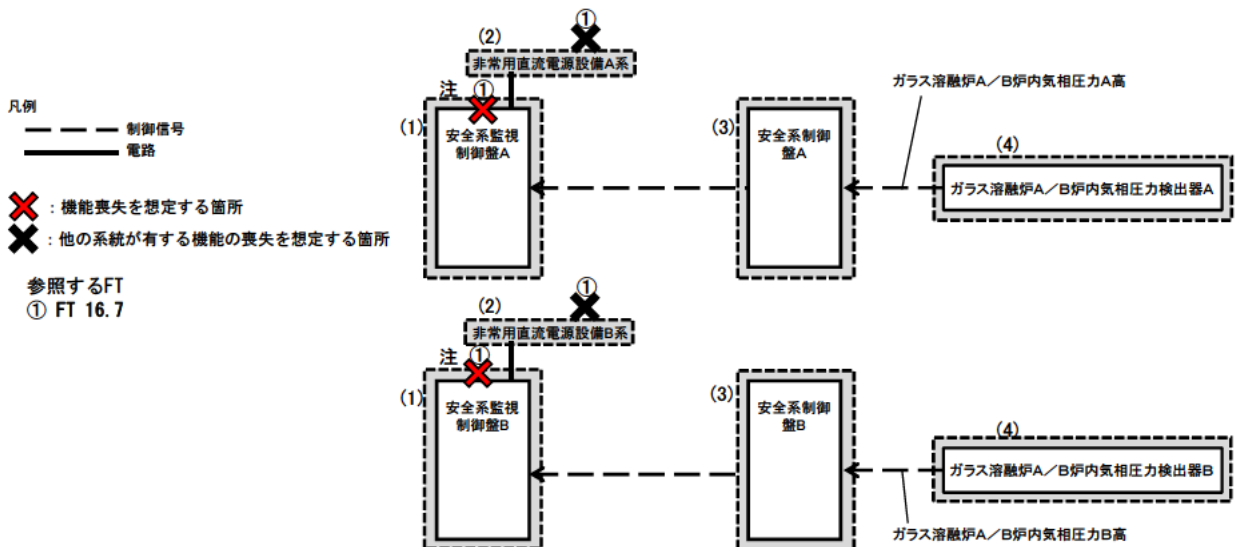 ①
(2)
非常用直流電源設備A系
注 ①
(1)
安全系監視
制御盤A
(3)
安全系制御
盤A
ガラス溶融炉A／B炉内気相圧力A高
(4)
ガラス溶融炉A／B炉内気相圧力検出器A
凡例
制御信号
電路
：機能喪失を想定する箇所
：他の系統が有する機能の喪失を想定する箇所
参照するFT
① FT 16.7
①
(2)
非常用直流電源設備B系
注 ①
(1)
安全系監視
制御盤B
(3)
安全系制御
盤B
(4)
ガラス溶融炉A／B炉内気相圧力検出器B
ガラス溶融炉A／B炉内気相圧力B高